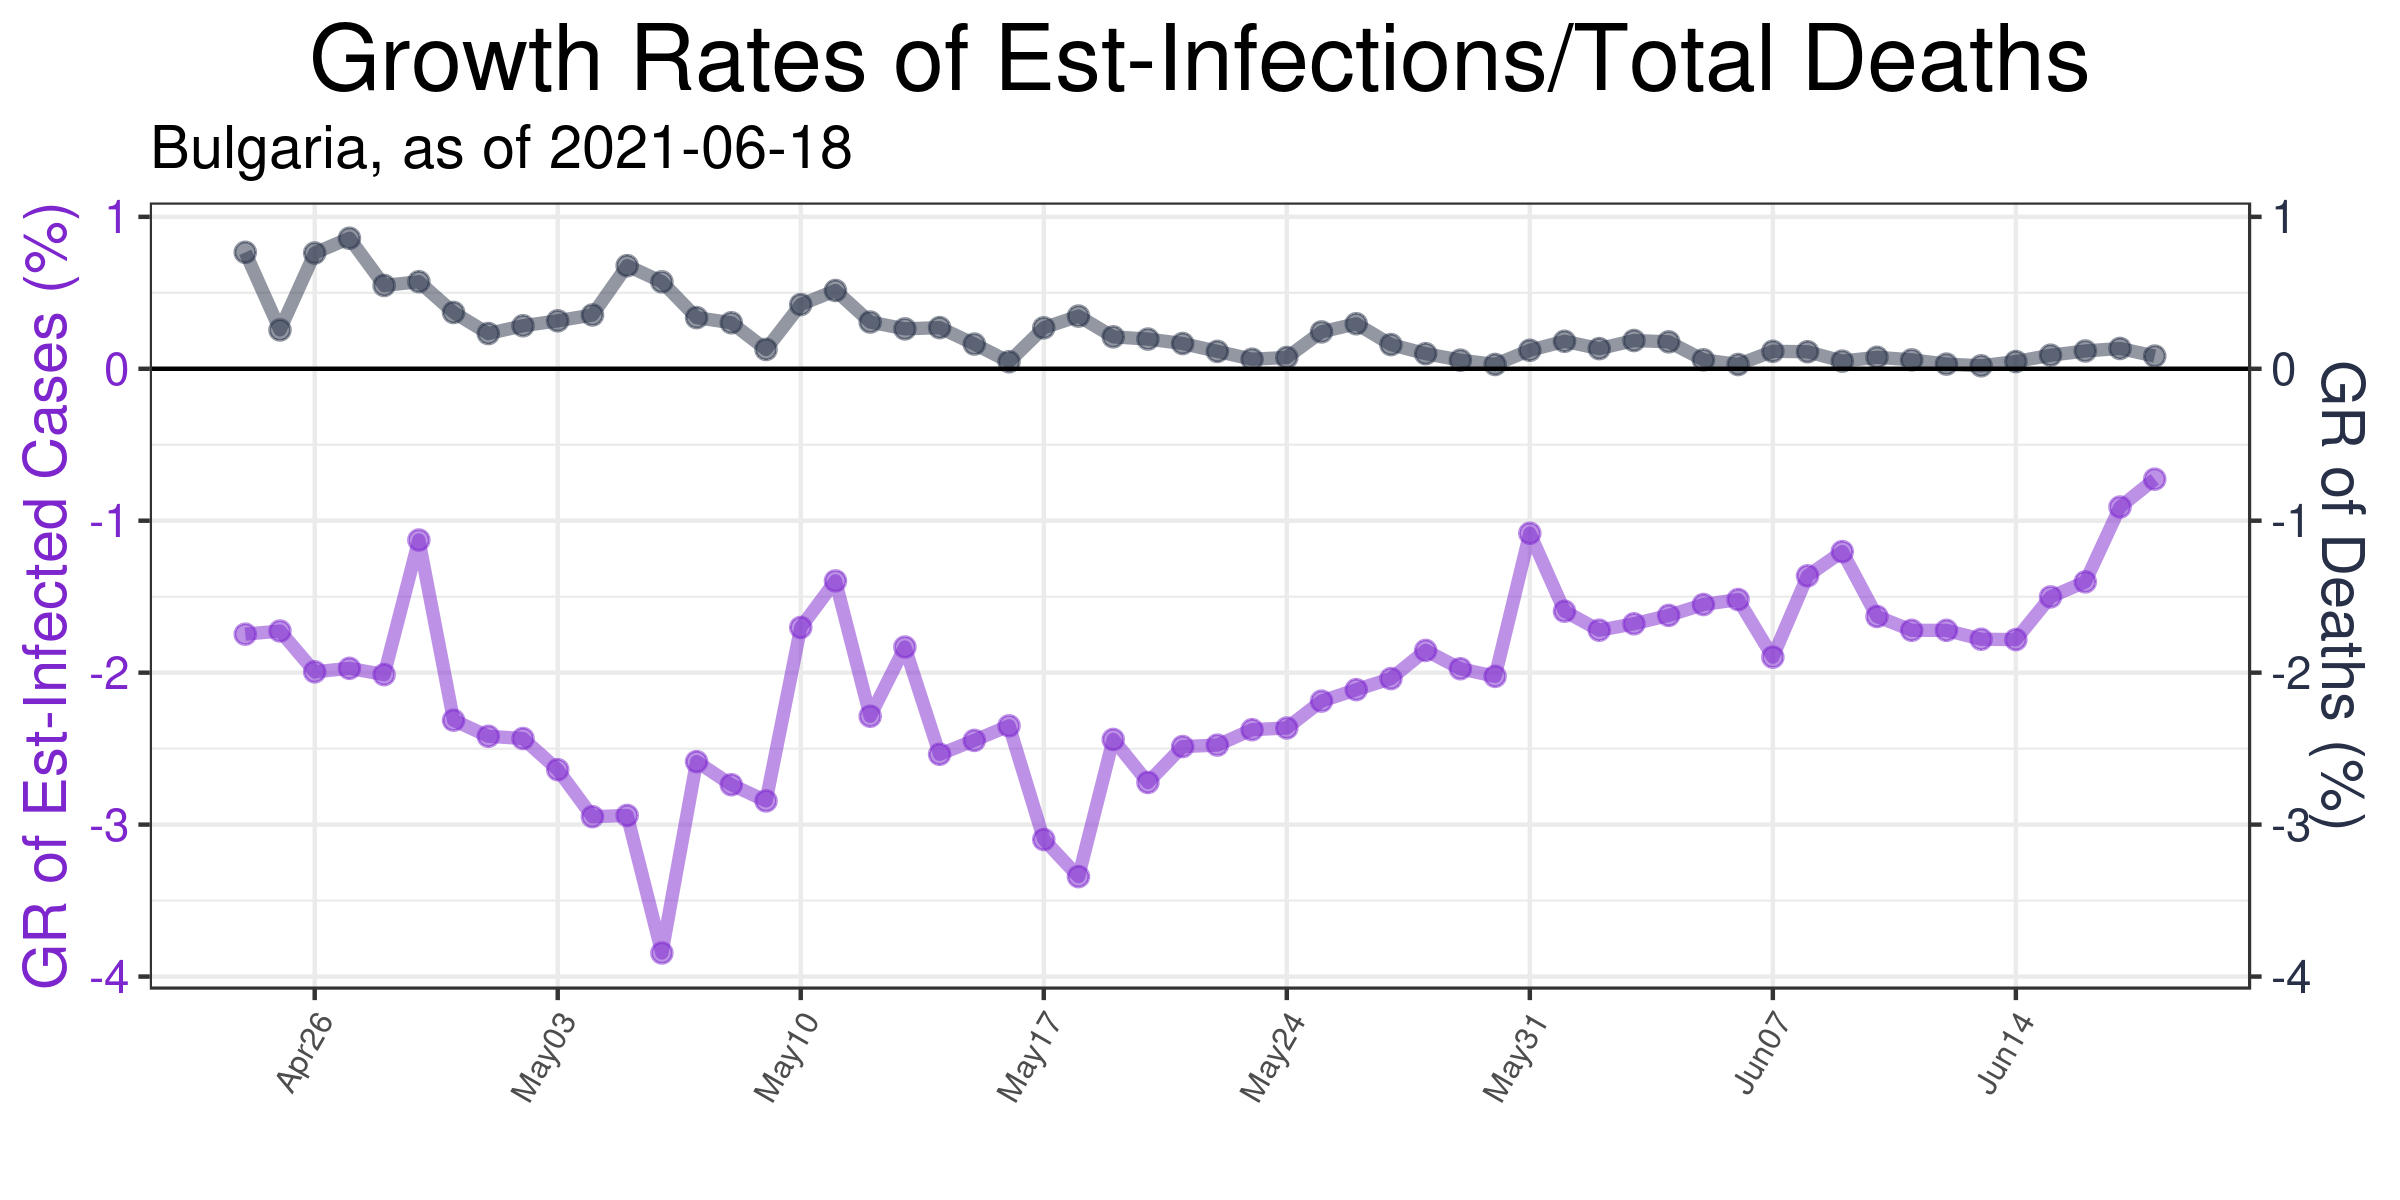 Growth Rates of Est-Infections/Total Deaths
Bulgaria, as of 2021-06-18
GR of Est-Infected Cases (%)
1
0
-1
-2
-3
-4
1
0
-1
-2
-3
-4
GR of Deaths (%)
Apr26
May03
May10
May17
May24
May31
Jun07
Jun14